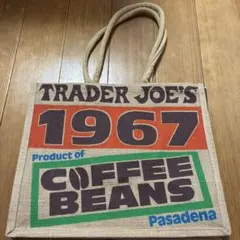 TRADER JOE'S
1967
Product of
COFFEE
BEANS
Pasadena